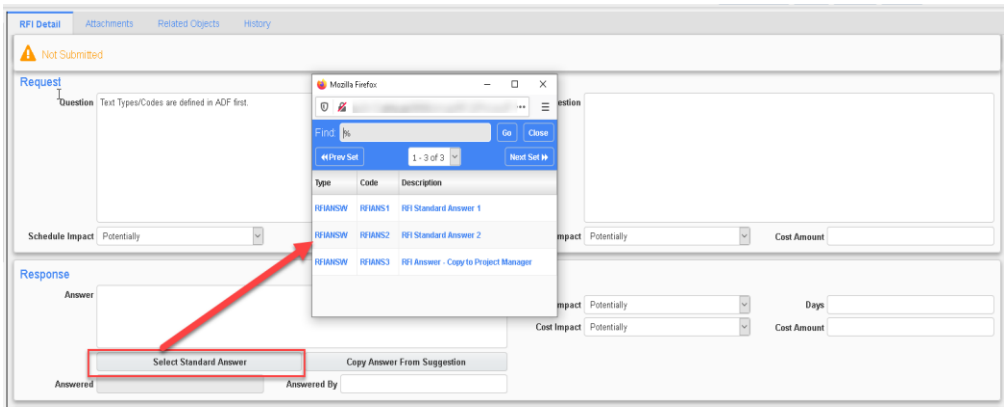 RFI Detail Attachments Related Objects History
Not Submitted
Request
Question Text Types/Codes are defined in ADF first.
estion
Mozilla Firefox
Find: %
Go Close
Prev Set 1 - 3 of 3 Next Set
Type Code Description
RFIANSW RFIANS1 RFI Standard Answer 1
RFIANSW RFIANS2 RFI Standard Answer 2
RFIANSW RFIANS3 RFI Answer - Copy to Project Manager
Schedule Impact Potentially
mpact Potentially Cost Amount
Response
Answer
mpact Potentially Days
Cost Impact Potentially Cost Amount
Select Standard Answer Copy Answer From Suggestion
Answered Answered By